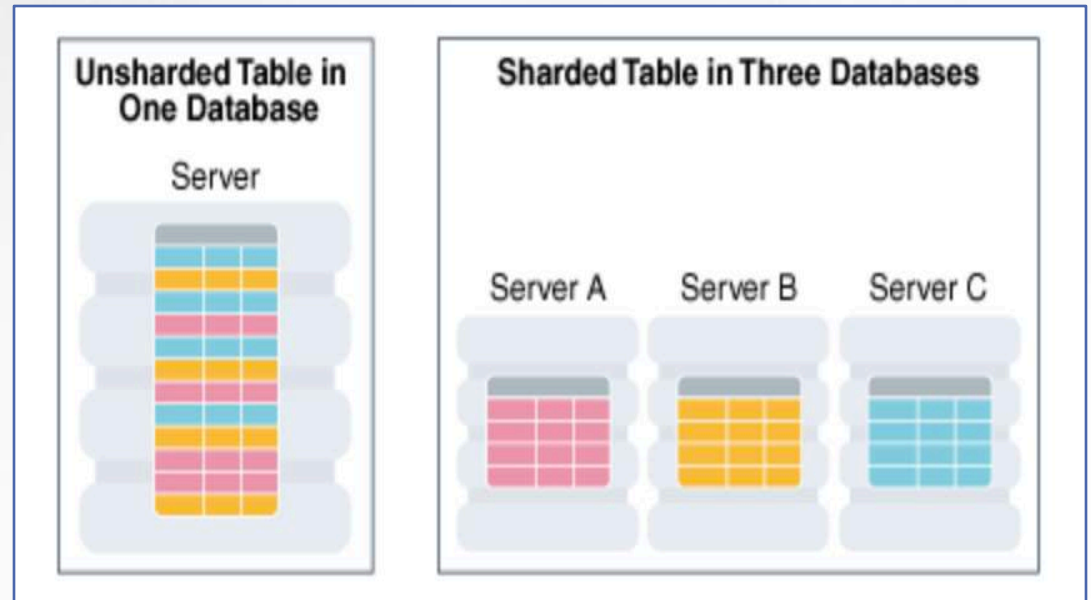 Unsharded Table in
One Database
Server
Sharded Table in Three Databases
Server A
Server B
Server C